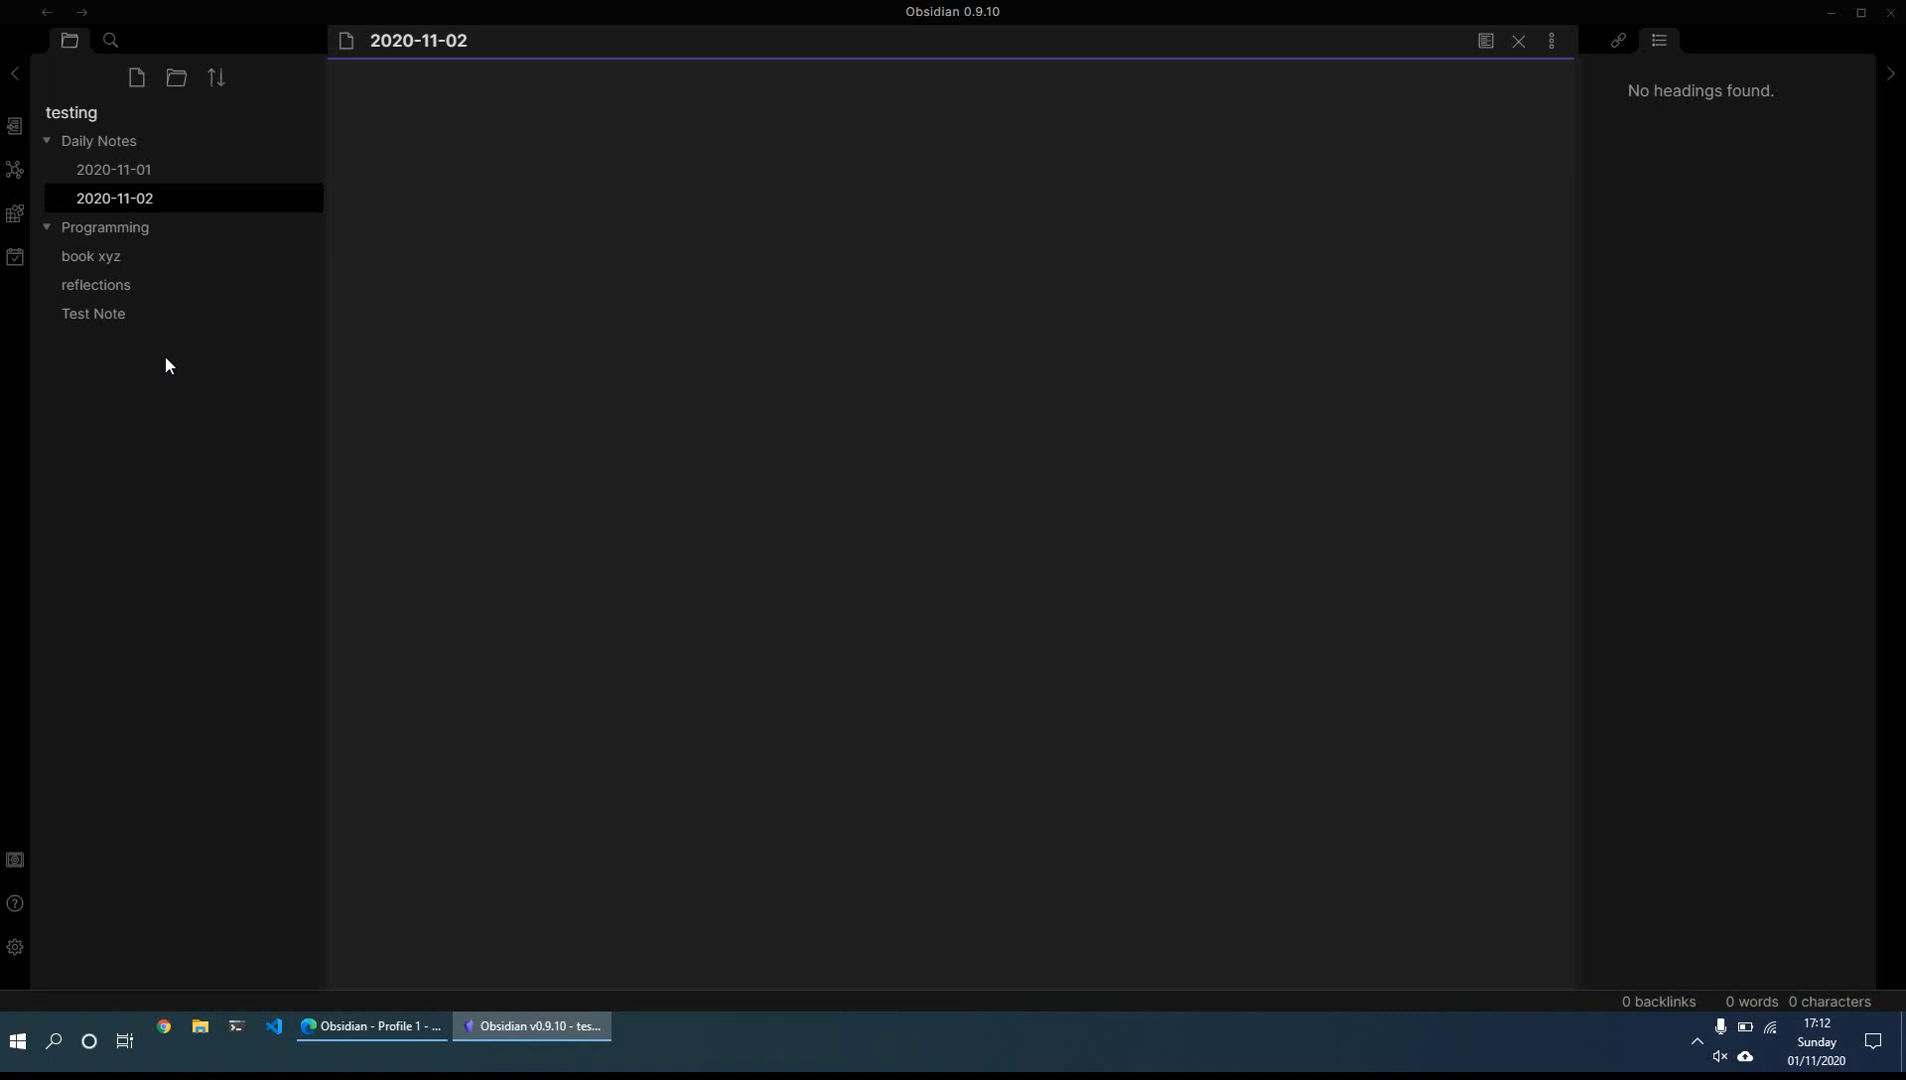 Obsidian 0.9.10
2020-11-02
No headings found.
testing
Daily Notes
2020-11-01
2020-11-02
Programming
book xyz
reflections
Test Note
0 backlinks 0 words 0 characters
Obsidian - Profile 1 - ...
Obsidian v0.9.10 - tes...
17:12
Sunday
01/11/2020